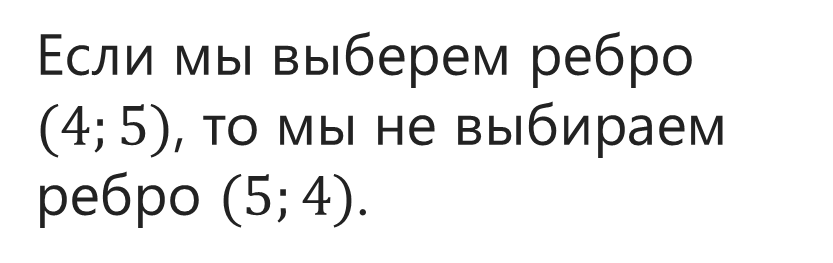 Если мы выберем ребро
(4; 5), то мы не выбираем
ребро (5; 4).